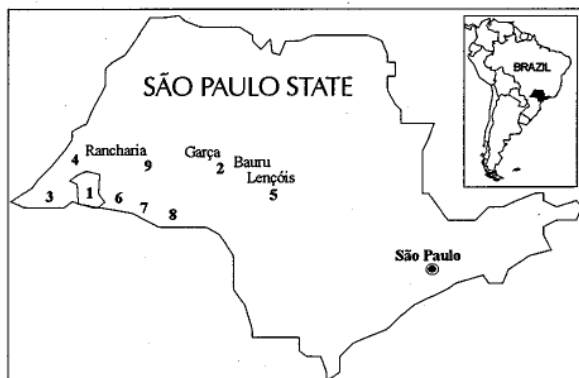 BRAZIL
SÃO PAULO STATE
Rancharia
Garça
Bauru
Lençóis
4
9
2
5
3
1
6
7
8
São Paulo